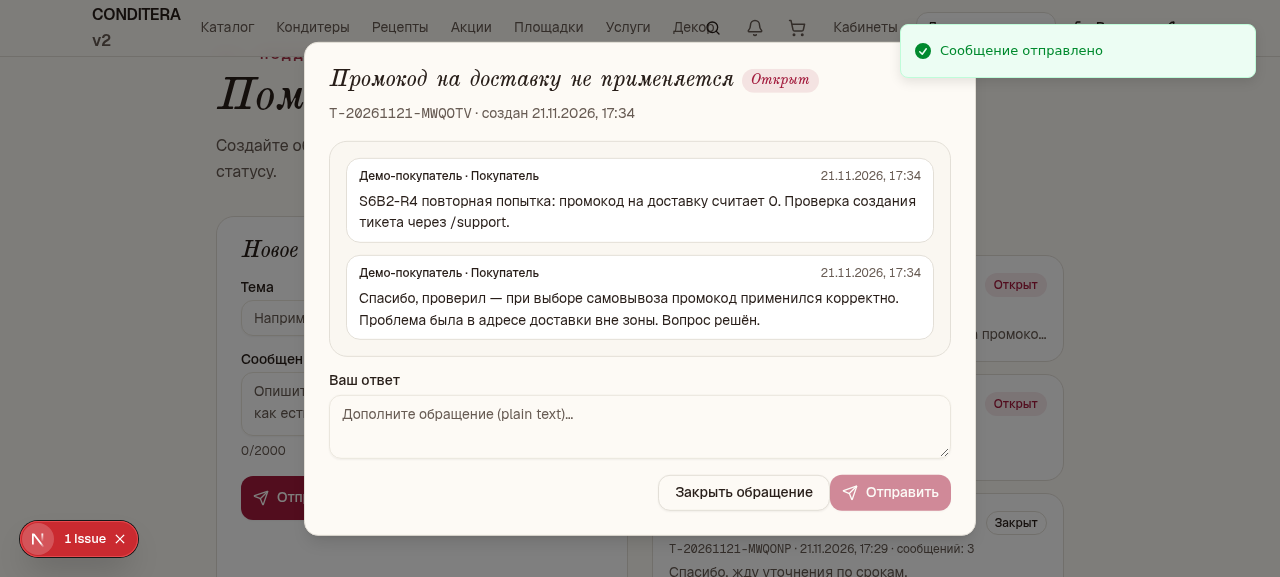 CONDITERA
v2
Каталог
Кондитеры
Рецепты
Акции
Площадки
Услуги
Кабинеты
Сообщение отправлено
Промокод на доставку не применяется
Открыт
T-20261121-MWQOTV · создан 21.11.2026, 17:34
Создайте
статусу.
Демо-покупатель · Покупатель
21.11.2026, 17:34
S6B2-R4 повторная попытка: промокод на доставку считает 0. Проверка создания
тикета через /support.
Новое
Тема
Демо-покупатель · Покупатель
21.11.2026, 17:34
Спасибо, проверил — при выборе самовывоза промокод применился корректно.
Проблема была в адресе доставки вне зоны. Вопрос решён.
Открыт
промоко…
Ваш ответ
Дополните обращение (plain text)…
0/2000
Открыт
Закрыть обращение
Отправить
Закрыт
1 Issue
T-20261121-MWQONP · 21.11.2026, 17:29 · сообщений: 3
Спасибо, жду уточнения по срокам.